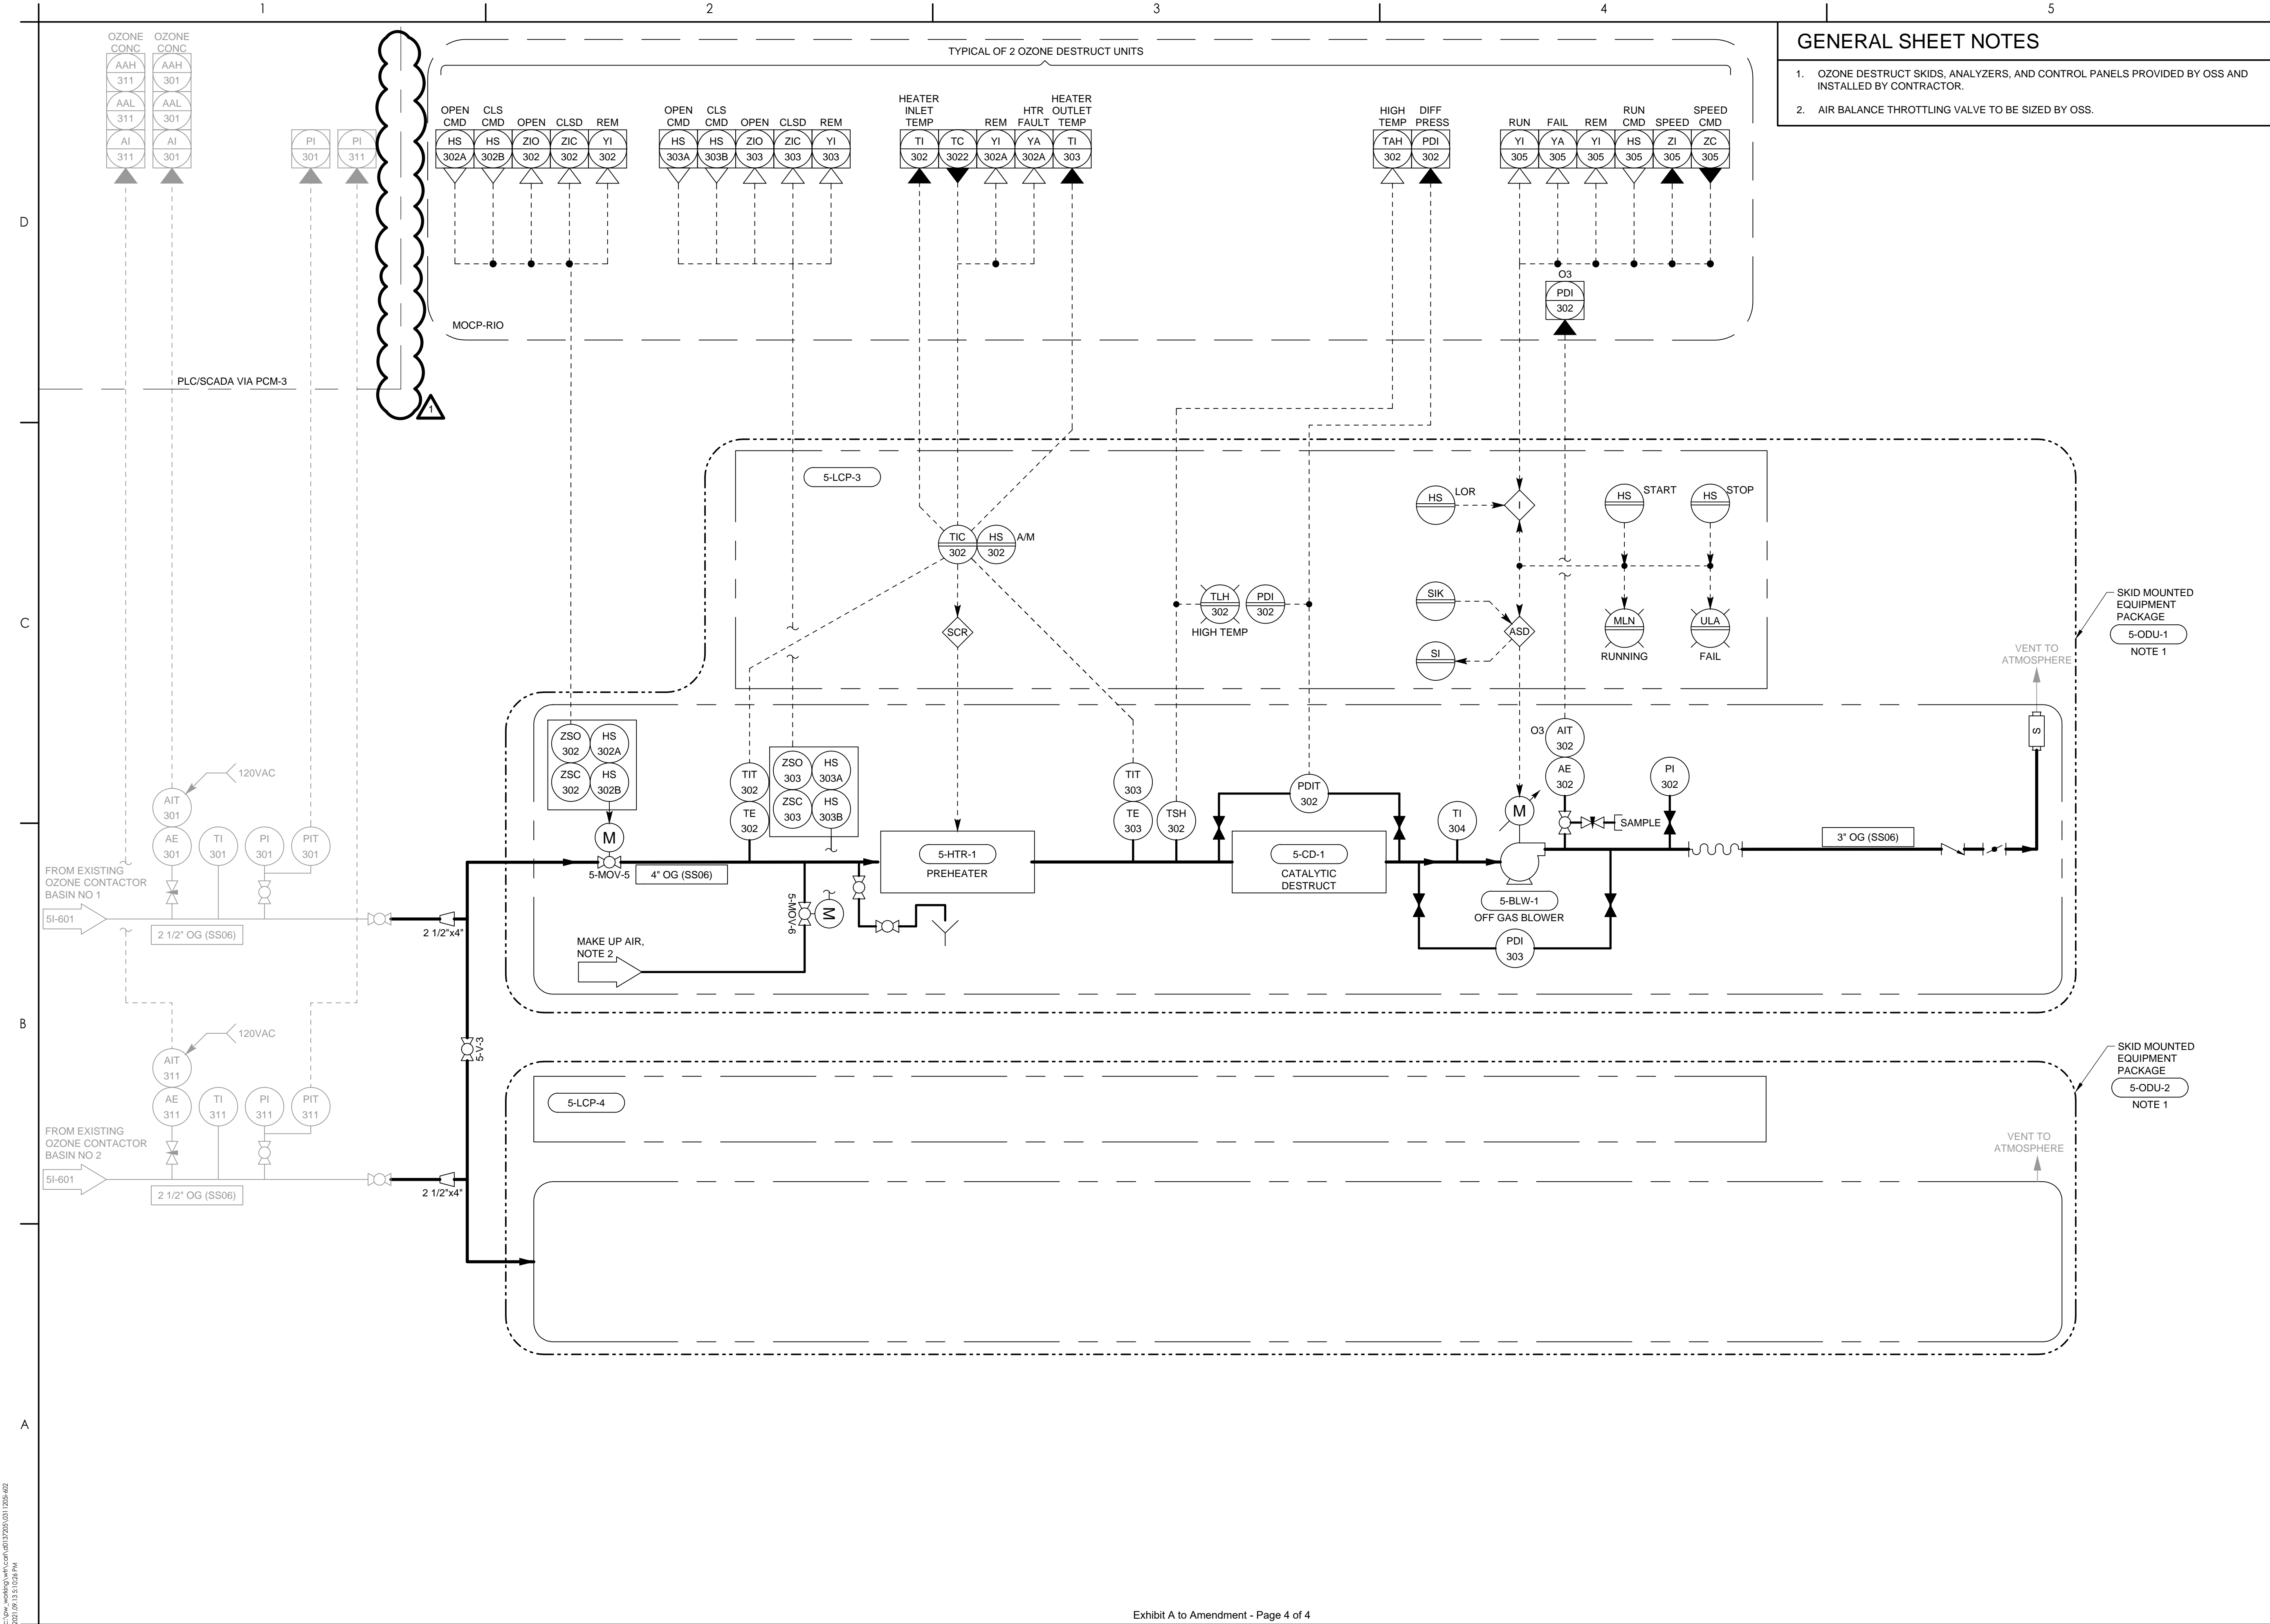 1
2
3
4
5
D
C
B
A
GENERAL SHEET NOTES
1. OZONE DESTRUCT SKIDS, ANALYZERS, AND CONTROL PANELS PROVIDED BY OSS AND
INSTALLED BY CONTRACTOR.
2. AIR BALANCE THROTTLING VALVE TO BE SIZED BY OSS.
OZONE
CONC
AAH
311
AAL
311
AI
311
OZONE
CONC
AAH
301
AAL
301
AI
301
PI
301
PI
311
PLC/SCADA VIA PCM-3
1
TYPICAL OF 2 OZONE DESTRUCT UNITS
OPEN
CMD
HS
302A
CLS
CMD
HS
302B
OPEN
ZIO
302
CLSD
ZIC
302
REM
YI
302
OPEN
CMD
HS
303A
CLS
CMD
HS
303B
OPEN
ZIO
303
CLSD
ZIC
303
REM
YI
303
HEATER
INLET
TEMP
TI
302
TC
3022
REM
YI
302A
HTR
FAULT
YA
302A
HEATER
OUTLET
TEMP
TI
303
HIGH
TEMP
TAH
302
DIFF
PRESS
PDI
302
RUN
YI
305
FAIL
YA
305
REM
YI
305
RUN
CMD
HS
305
SPEED
ZI
305
SPEED
CMD
ZC
305
O3
PDI
302
MOCP-RIO
5-LCP-3
TIC
302
HS
302
A/M
SCR
TLH
302
HIGH TEMP
PDI
302
HS
LOR
I
HS
START
HS
STOP
SIK
ASD
SI
MLN
RUNNING
ULA
FAIL
SKID MOUNTED
EQUIPMENT
PACKAGE
5-ODU-1
NOTE 1
VENT TO
ATMOSPHERE
S
ZSO
302
HS
302A
ZSC
302
HS
302B
M
5-MOV-5
4" OG (SS06)
TIT
302
TE
302
ZSO
303
HS
303A
ZSC
303
HS
303B
5-HTR-1
PREHEATER
TIT
303
TE
303
TSH
302
PDIT
302
5-CD-1
CATALYTIC
DESTRUCT
TI
304
M
O3
AIT
302
AE
302
SAMPLE
PI
302
5-BLW-1
OFF GAS BLOWER
PDI
303
3" OG (SS06)
5-MOV-6
M
MAKE UP AIR,
NOTE 2
120VAC
AIT
301
AE
301
TI
301
PI
301
PIT
301
FROM EXISTING
OZONE CONTACTOR
BASIN NO 1
5I-601
2 1/2" OG (SS06)
2 1/2"x4"
5-V-3
120VAC
AIT
311
AE
311
TI
311
PI
311
PIT
311
FROM EXISTING
OZONE CONTACTOR
BASIN NO 2
5I-601
2 1/2" OG (SS06)
2 1/2"x4"
5-LCP-4
SKID MOUNTED
EQUIPMENT
PACKAGE
5-ODU-2
NOTE 1
VENT TO
ATMOSPHERE
2021.09.13 5:10:26 PM
Exhibit A to Amendment - Page 4 of 4